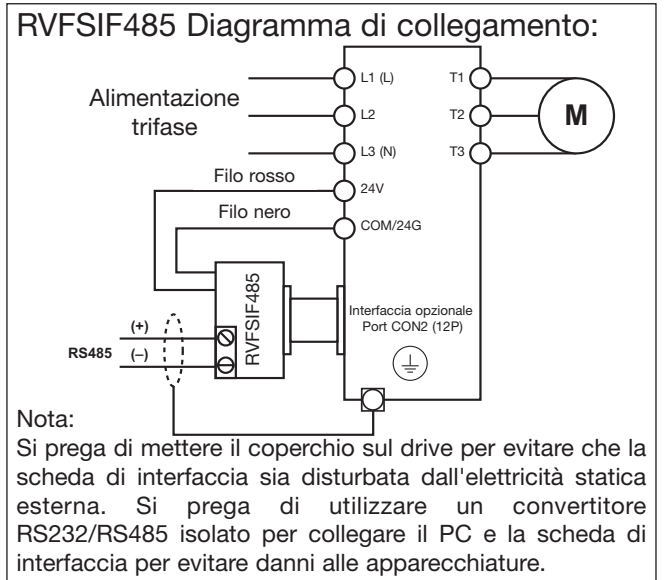 RVFSIF485 Diagramma di collegamento:
Alimentazione
trifase
L1 (L)
L2
L3 (N)
T1
T2
T3
M
Filo rosso
24V
Filo nero
COM/24G
RVFSIF485
Interfaccia opzionale
Port CON2 (12P)
RS485
(+)
(–)
Nota:
Si prega di mettere il coperchio sul drive per evitare che la
scheda di interfaccia sia disturbata dall'elettricità statica
esterna. Si prega di utilizzare un convertitore
RS232/RS485 isolato per collegare il PC e la scheda di
interfaccia per evitare danni alle apparecchiature.